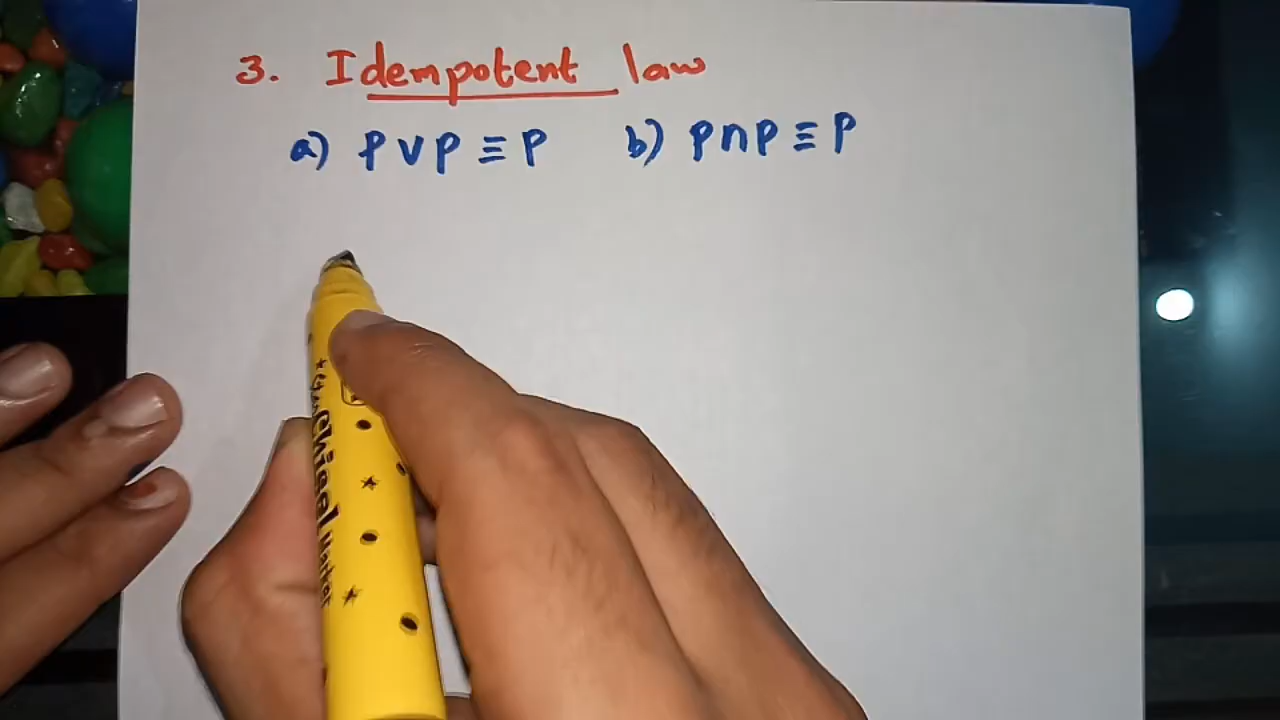 3. Idempotent law
a) P ∨ P ≡ P b) P ∩ P ≡ P